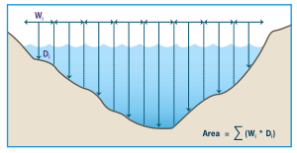 Wᵢ
Dᵢ
Area = ∑ (Wᵢ * Dᵢ)